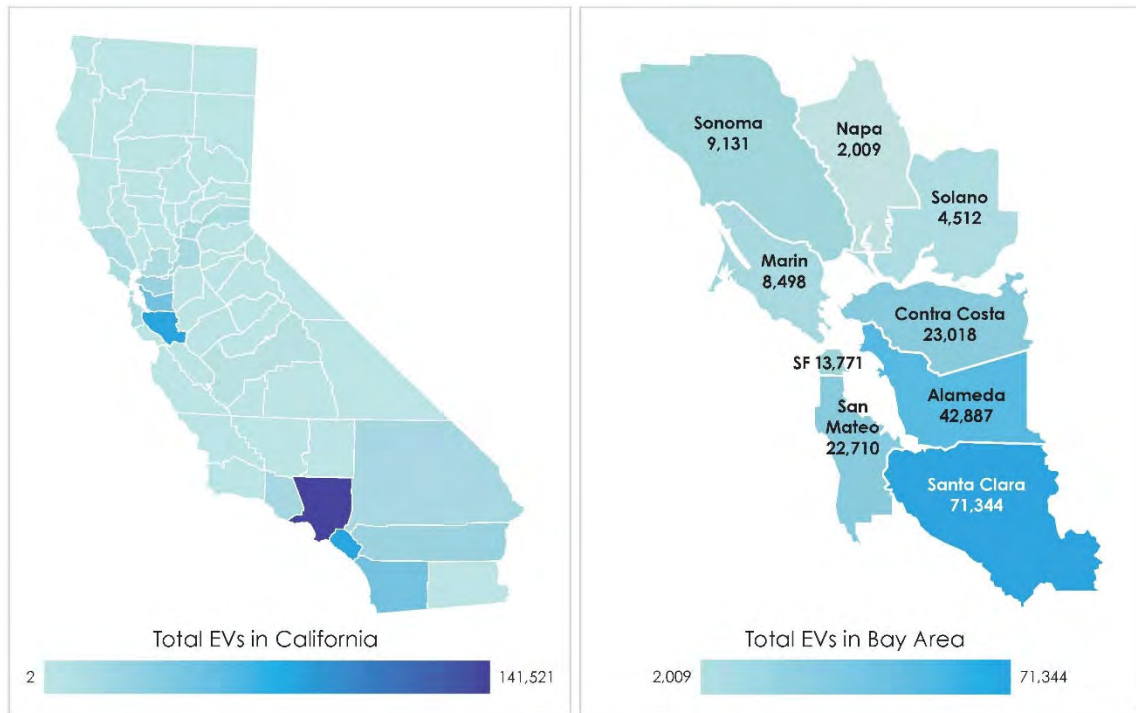 Total EVs in California
2
141,521
Sonoma
9,131
Napa
2,009
Solano
4,512
Marin
8,498
Contra Costa
23,018
SF 13,771
Alameda
42,887
San
Mateo
22,710
Santa Clara
71,344
Total EVs in Bay Area
2,009
71,344